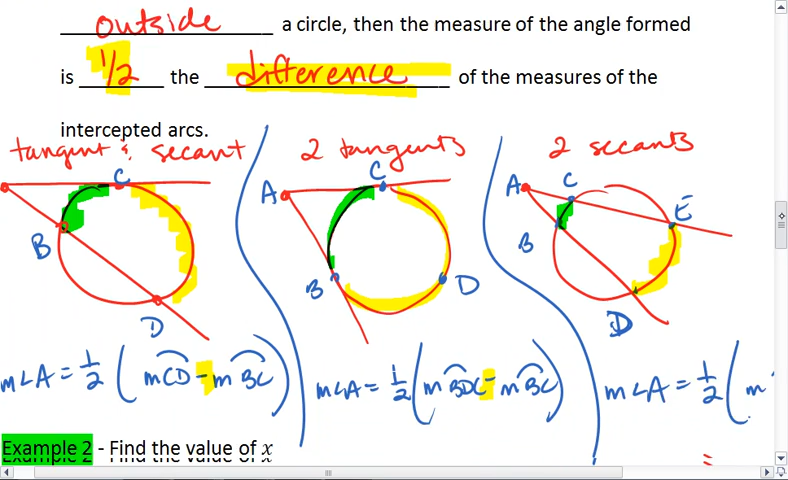 outside a circle, then the measure of the angle formed
is 1/2 the difference of the measures of the
intercepted arcs.
tangent & secant 2 tangents 2 secants
C A C A C E
B B D B
D D
m∠A = 1/2 (mCD - mBC) m∠A = 1/2 (mBDC - mBC) m∠A = 1/2 (m
=
Example 2 - Find the value of x